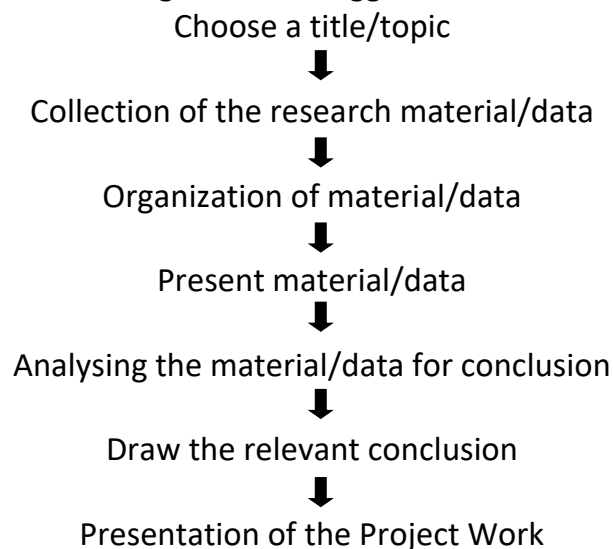 Choose a title/topic
Collection of the research material/data
Organization of material/data
Present material/data
Analysing the material/data for conclusion
Draw the relevant conclusion
Presentation of the Project Work